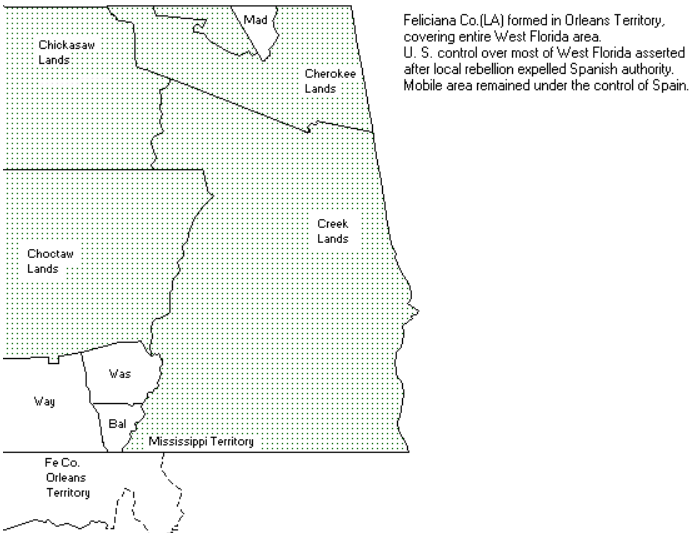 Mad
Feliciana Co.(LA) formed in Orleans Territory,
covering entire West Florida area.
U. S. control over most of West Florida asserted
after local rebellion expelled Spanish authority.
Mobile area remained under the control of Spain.
Chickasaw
Lands
Cherokee
Lands
Creek
Lands
Choctaw
Lands
Was
Way
Bal
Mississippi Territory
Fe Co.
Orleans
Territory